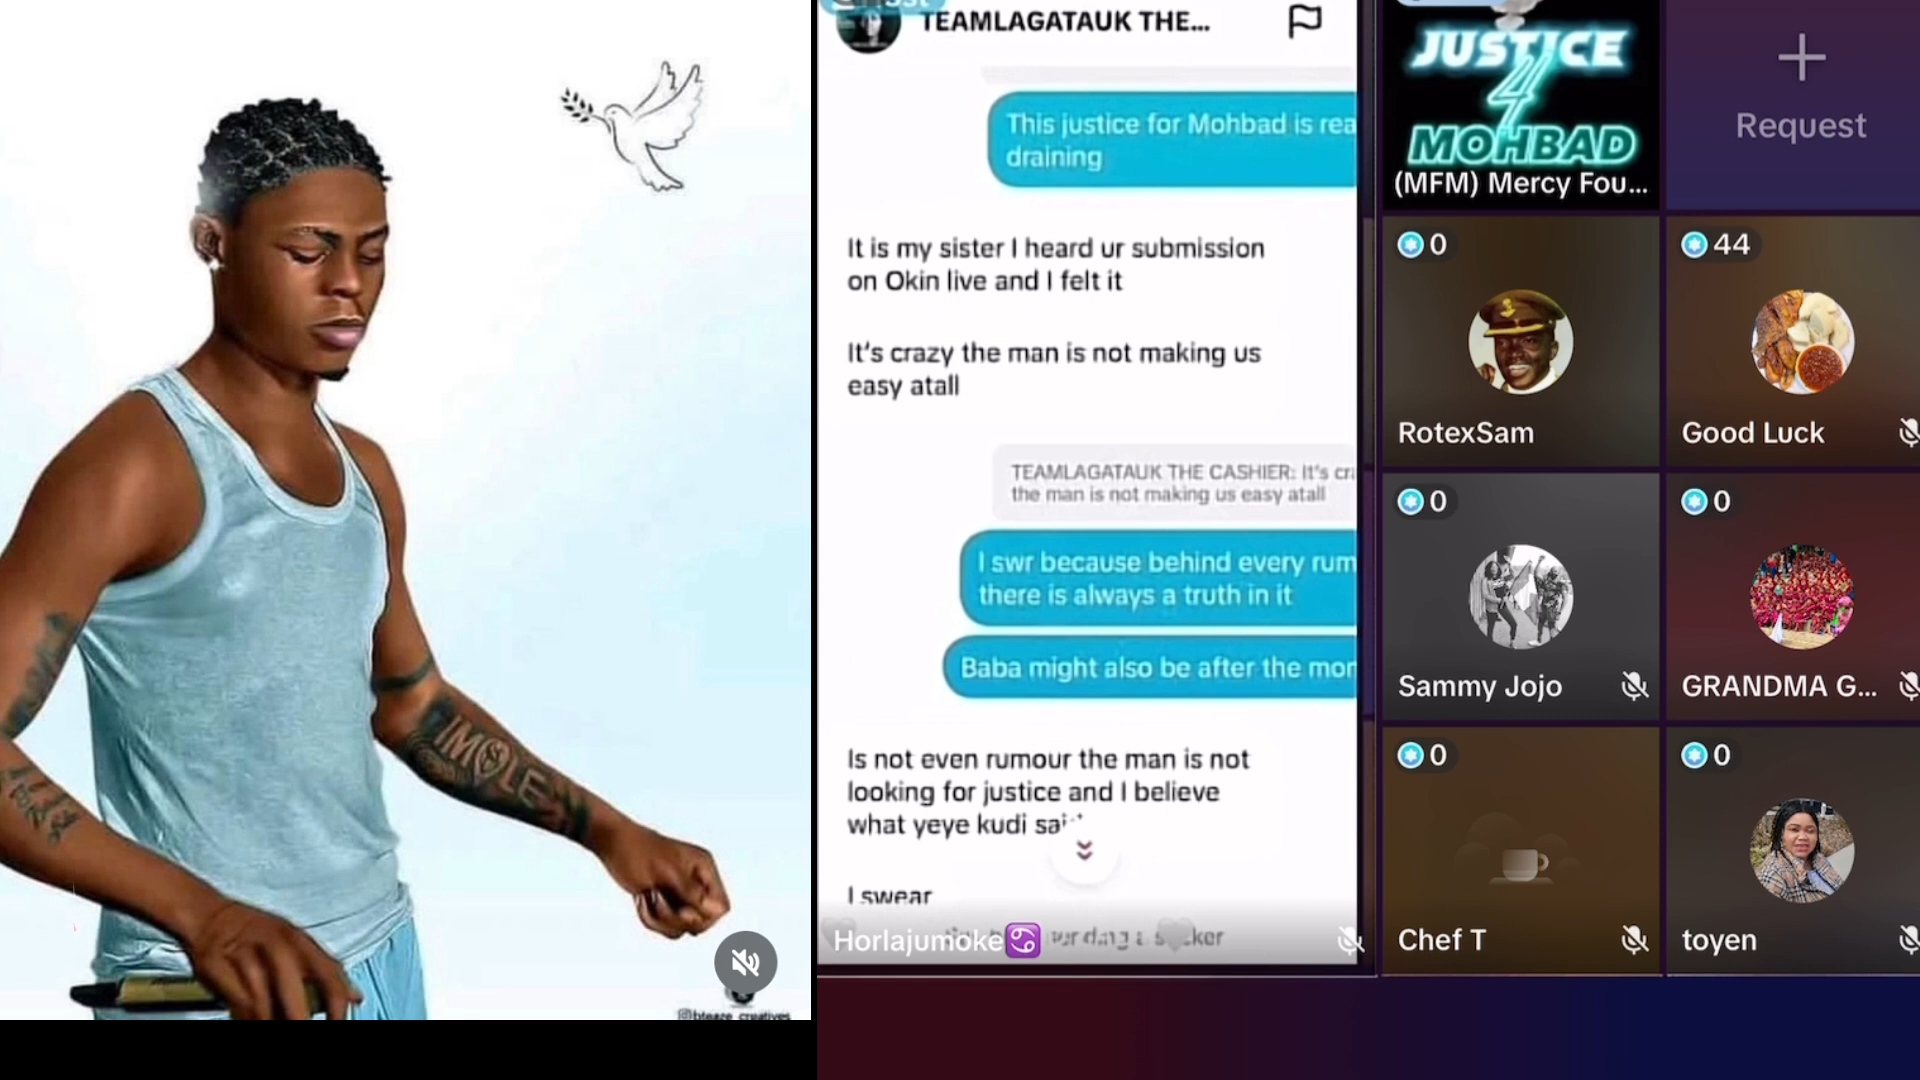 IMOLE
@bteaze_creatives
TEAMLAGATAUK THE...
This justice for Mohbad is rea
draining
It is my sister I heard ur submission
on Okin live and I felt it
It's crazy the man is not making us
easy atall
TEAMLAGATAUK THE CASHIER: It's cr
the man is not making us easy atall
I swr because behind every rum
there is always a truth in it
Baba might also be after the mor
Is not even rumour the man is not
looking for justice and I believe
what yeye kudi sai
I swear
Horlajumoke
JUSTICE
4
MOHBAD
(MFM) Mercy Fou...
Request
0
44
RotexSam
Good Luck
0
0
Sammy Jojo
GRANDMA G...
0
0
Chef T
toyen